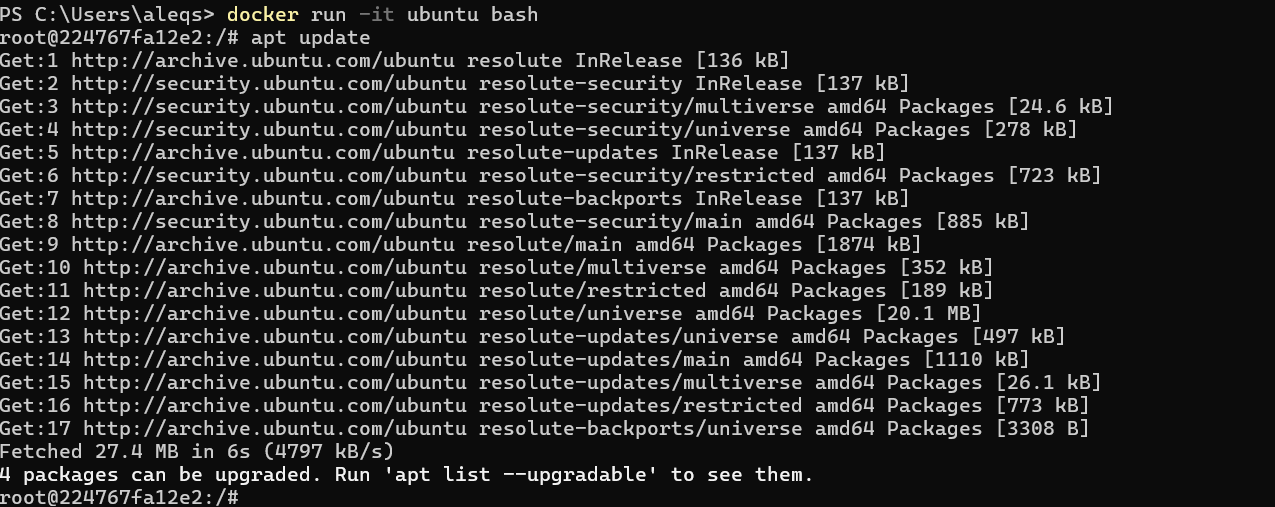 PS C:\Users\aleqs> docker run -it ubuntu bash
root@224767fa12e2:/# apt update
Get:1 http://archive.ubuntu.com/ubuntu resolute InRelease [136 kB]
Get:2 http://security.ubuntu.com/ubuntu resolute-security InRelease [137 kB]
Get:3 http://security.ubuntu.com/ubuntu resolute-security/multiverse amd64 Packages [24.6 kB]
Get:4 http://security.ubuntu.com/ubuntu resolute-security/universe amd64 Packages [278 kB]
Get:5 http://archive.ubuntu.com/ubuntu resolute-updates InRelease [137 kB]
Get:6 http://security.ubuntu.com/ubuntu resolute-security/restricted amd64 Packages [723 kB]
Get:7 http://archive.ubuntu.com/ubuntu resolute-backports InRelease [137 kB]
Get:8 http://security.ubuntu.com/ubuntu resolute-security/main amd64 Packages [885 kB]
Get:9 http://archive.ubuntu.com/ubuntu resolute/main amd64 Packages [1874 kB]
Get:10 http://archive.ubuntu.com/ubuntu resolute/multiverse amd64 Packages [352 kB]
Get:11 http://archive.ubuntu.com/ubuntu resolute/restricted amd64 Packages [189 kB]
Get:12 http://archive.ubuntu.com/ubuntu resolute/universe amd64 Packages [20.1 MB]
Get:13 http://archive.ubuntu.com/ubuntu resolute-updates/universe amd64 Packages [497 kB]
Get:14 http://archive.ubuntu.com/ubuntu resolute-updates/main amd64 Packages [1110 kB]
Get:15 http://archive.ubuntu.com/ubuntu resolute-updates/multiverse amd64 Packages [26.1 kB]
Get:16 http://archive.ubuntu.com/ubuntu resolute-updates/restricted amd64 Packages [773 kB]
Get:17 http://archive.ubuntu.com/ubuntu resolute-backports/universe amd64 Packages [3308 B]
Fetched 27.4 MB in 6s (4797 kB/s)
4 packages can be upgraded. Run 'apt list --upgradable' to see them.
root@224767fa12e2:/#